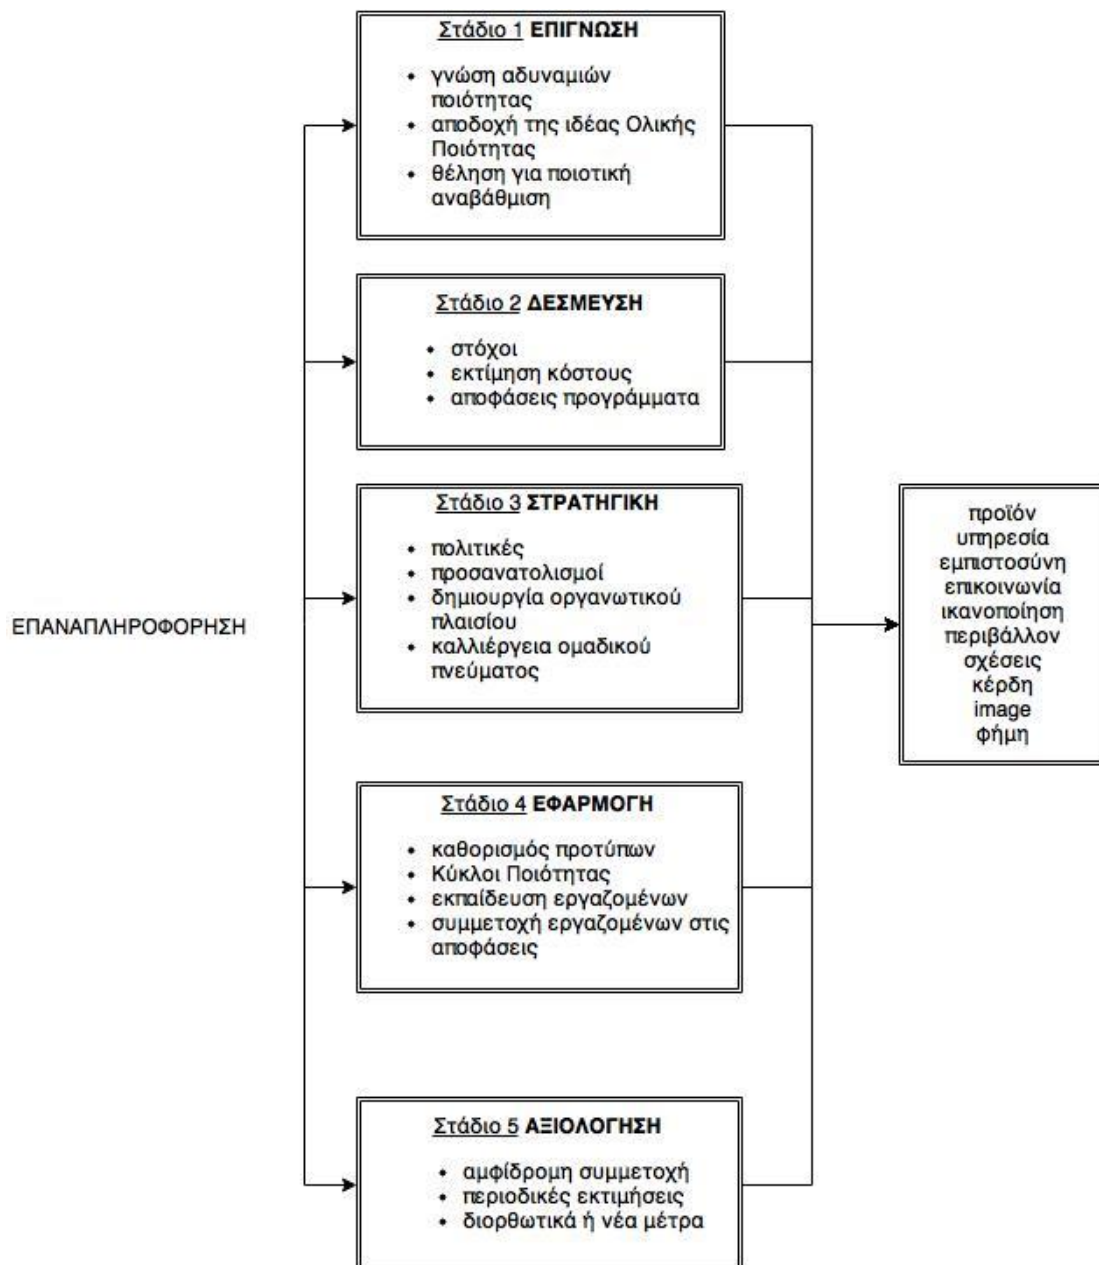 Στάδιο 1 ΕΠΙΓΝΩΣΗ
• γνώση αδυναμιών
ποιότητας
• αποδοχή της ιδέας Ολικής
Ποιότητας
• θέληση για ποιοτική
αναβάθμιση
Στάδιο 2 ΔΕΣΜΕΥΣΗ
• στόχοι
• εκτίμηση κόστους
• αποφάσεις προγράμματα
Στάδιο 3 ΣΤΡΑΤΗΓΙΚΗ
• πολιτικές
• προσανατολισμοί
• δημιουργία οργανωτικού
πλαισίου
• καλλιέργεια ομαδικού
πνεύματος
ΕΠΑΝΑΠΛΗΡΟΦΟΡΗΣΗ
προϊόν
υπηρεσία
εμπιστοσύνη
επικοινωνία
ικανοποίηση
περιβάλλον
σχέσεις
κέρδη
image
φήμη
Στάδιο 4 ΕΦΑΡΜΟΓΗ
• καθορισμός προτύπων
• Κύκλοι Ποιότητας
• εκπαίδευση εργαζομένων
• συμμετοχή εργαζομένων στις
αποφάσεις
Στάδιο 5 ΑΞΙΟΛΟΓΗΣΗ
• αμφίδρομη συμμετοχή
• περιοδικές εκτιμήσεις
• διορθωτικά ή νέα μέτρα